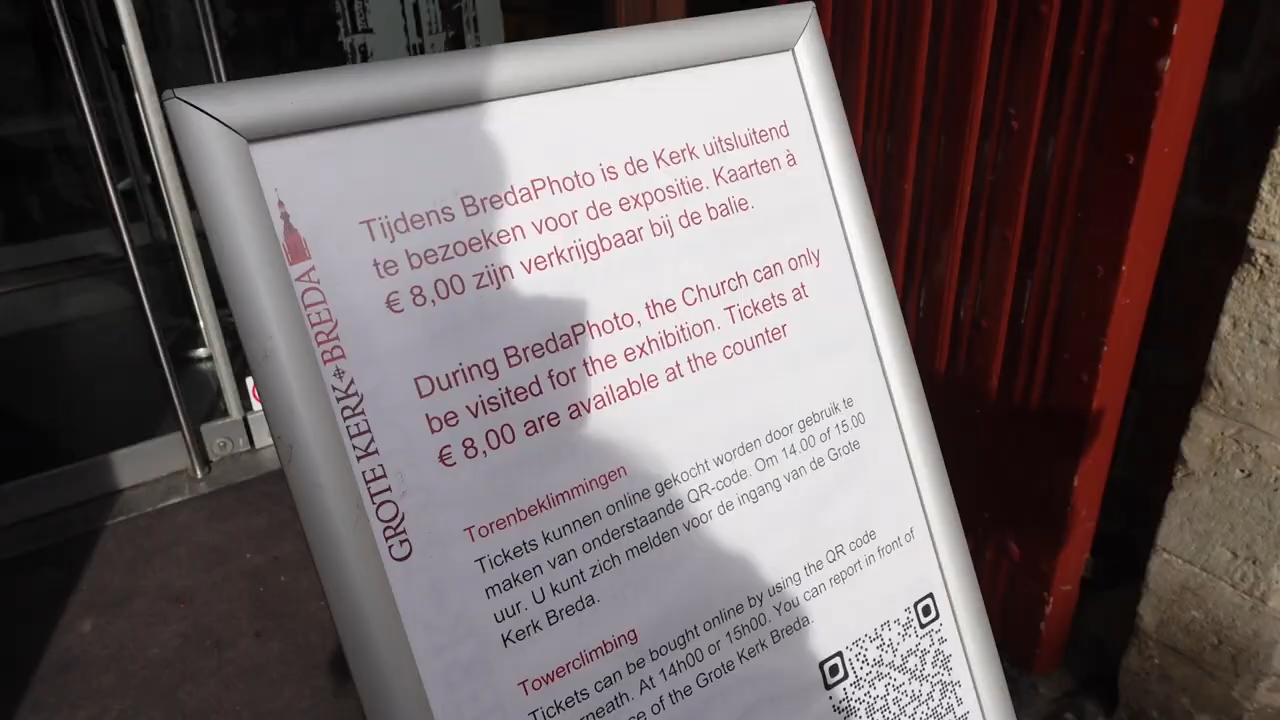 GROTE KERK BREDA
Tijdens BredaPhoto is de Kerk uitsluitend
te bezoeken voor de expositie. Kaarten à
€ 8,00 zijn verkrijgbaar bij de balie.
During BredaPhoto, the Church can only
be visited for the exhibition. Tickets at
€ 8,00 are available at the counter
Torenbeklimmingen
Tickets kunnen online gekocht worden door gebruik te
maken van onderstaande QR-code. Om 14.00 of 15.00
uur. U kunt zich melden voor de ingang van de Grote
Kerk Breda.
Towerclimbing
Tickets can be bought online by using the QR code
At 14h00 or 15h00. You can report in front of
of the Grote Kerk Breda.